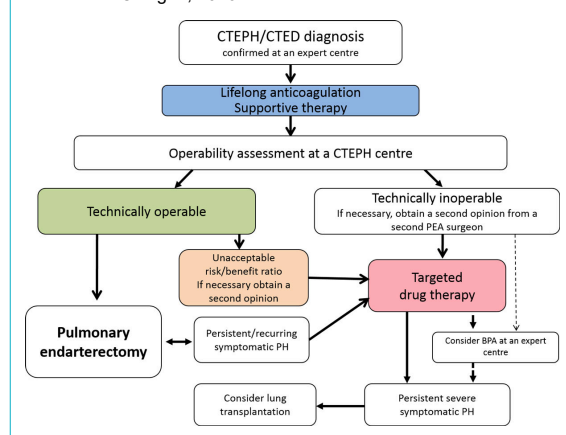 CTEPH/CTED diagnosis
confirmed at an expert centre
Lifelong anticoagulation
Supportive therapy
Operability assessment at a CTEPH centre
Technically operable
Technically inoperable
If necessary, obtain a second opinion from a
second PEA surgeon
Unacceptable
risk/benefit ratio
If necessary obtain a
second opinion
Targeted
drug therapy
Pulmonary
endarterectomy
Persistent/recurring
symptomatic PH
Consider BPA at an expert
centre
Consider lung
transplantation
Persistent severe
symptomatic PH